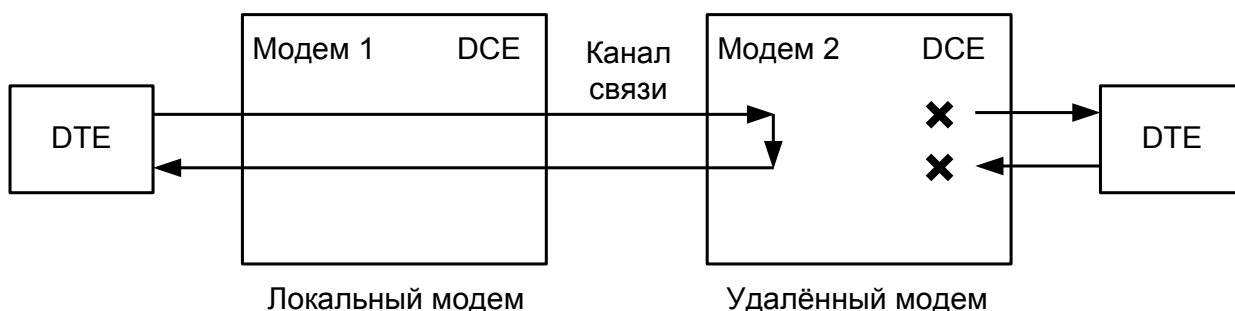 Модем 1 DCE
Канал
связи
Модем 2 DCE
DTE
DTE
Локальный модем
Удалённый модем